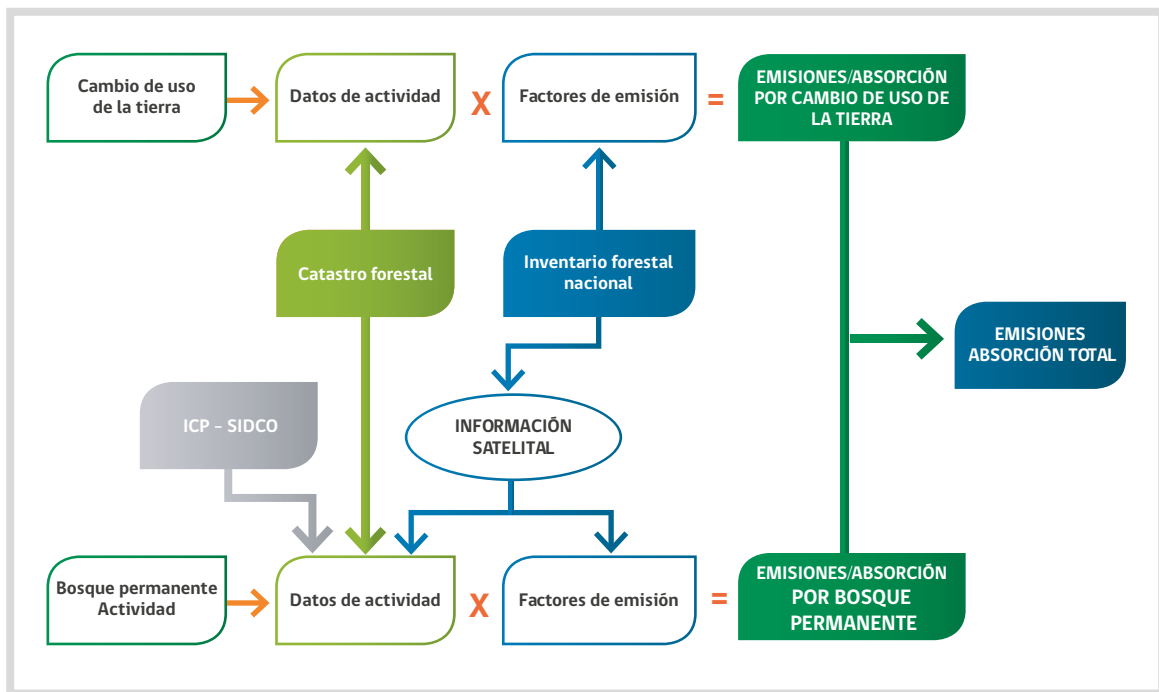 Cambio de uso
de la tierra
Datos de actividad
X
Factores de emisión
=
EMISIONES/ABSORCIÓN
POR CAMBIO DE USO DE
LA TIERRA
Catastro forestal
Inventario forestal
nacional
EMISIONES
ABSORCIÓN TOTAL
ICP – SIDCO
INFORMACIÓN
SATELITAL
Bosque permanente
Actividad
Datos de actividad
X
Factores de emisión
=
EMISIONES/ABSORCIÓN
POR BOSQUE
PERMANENTE